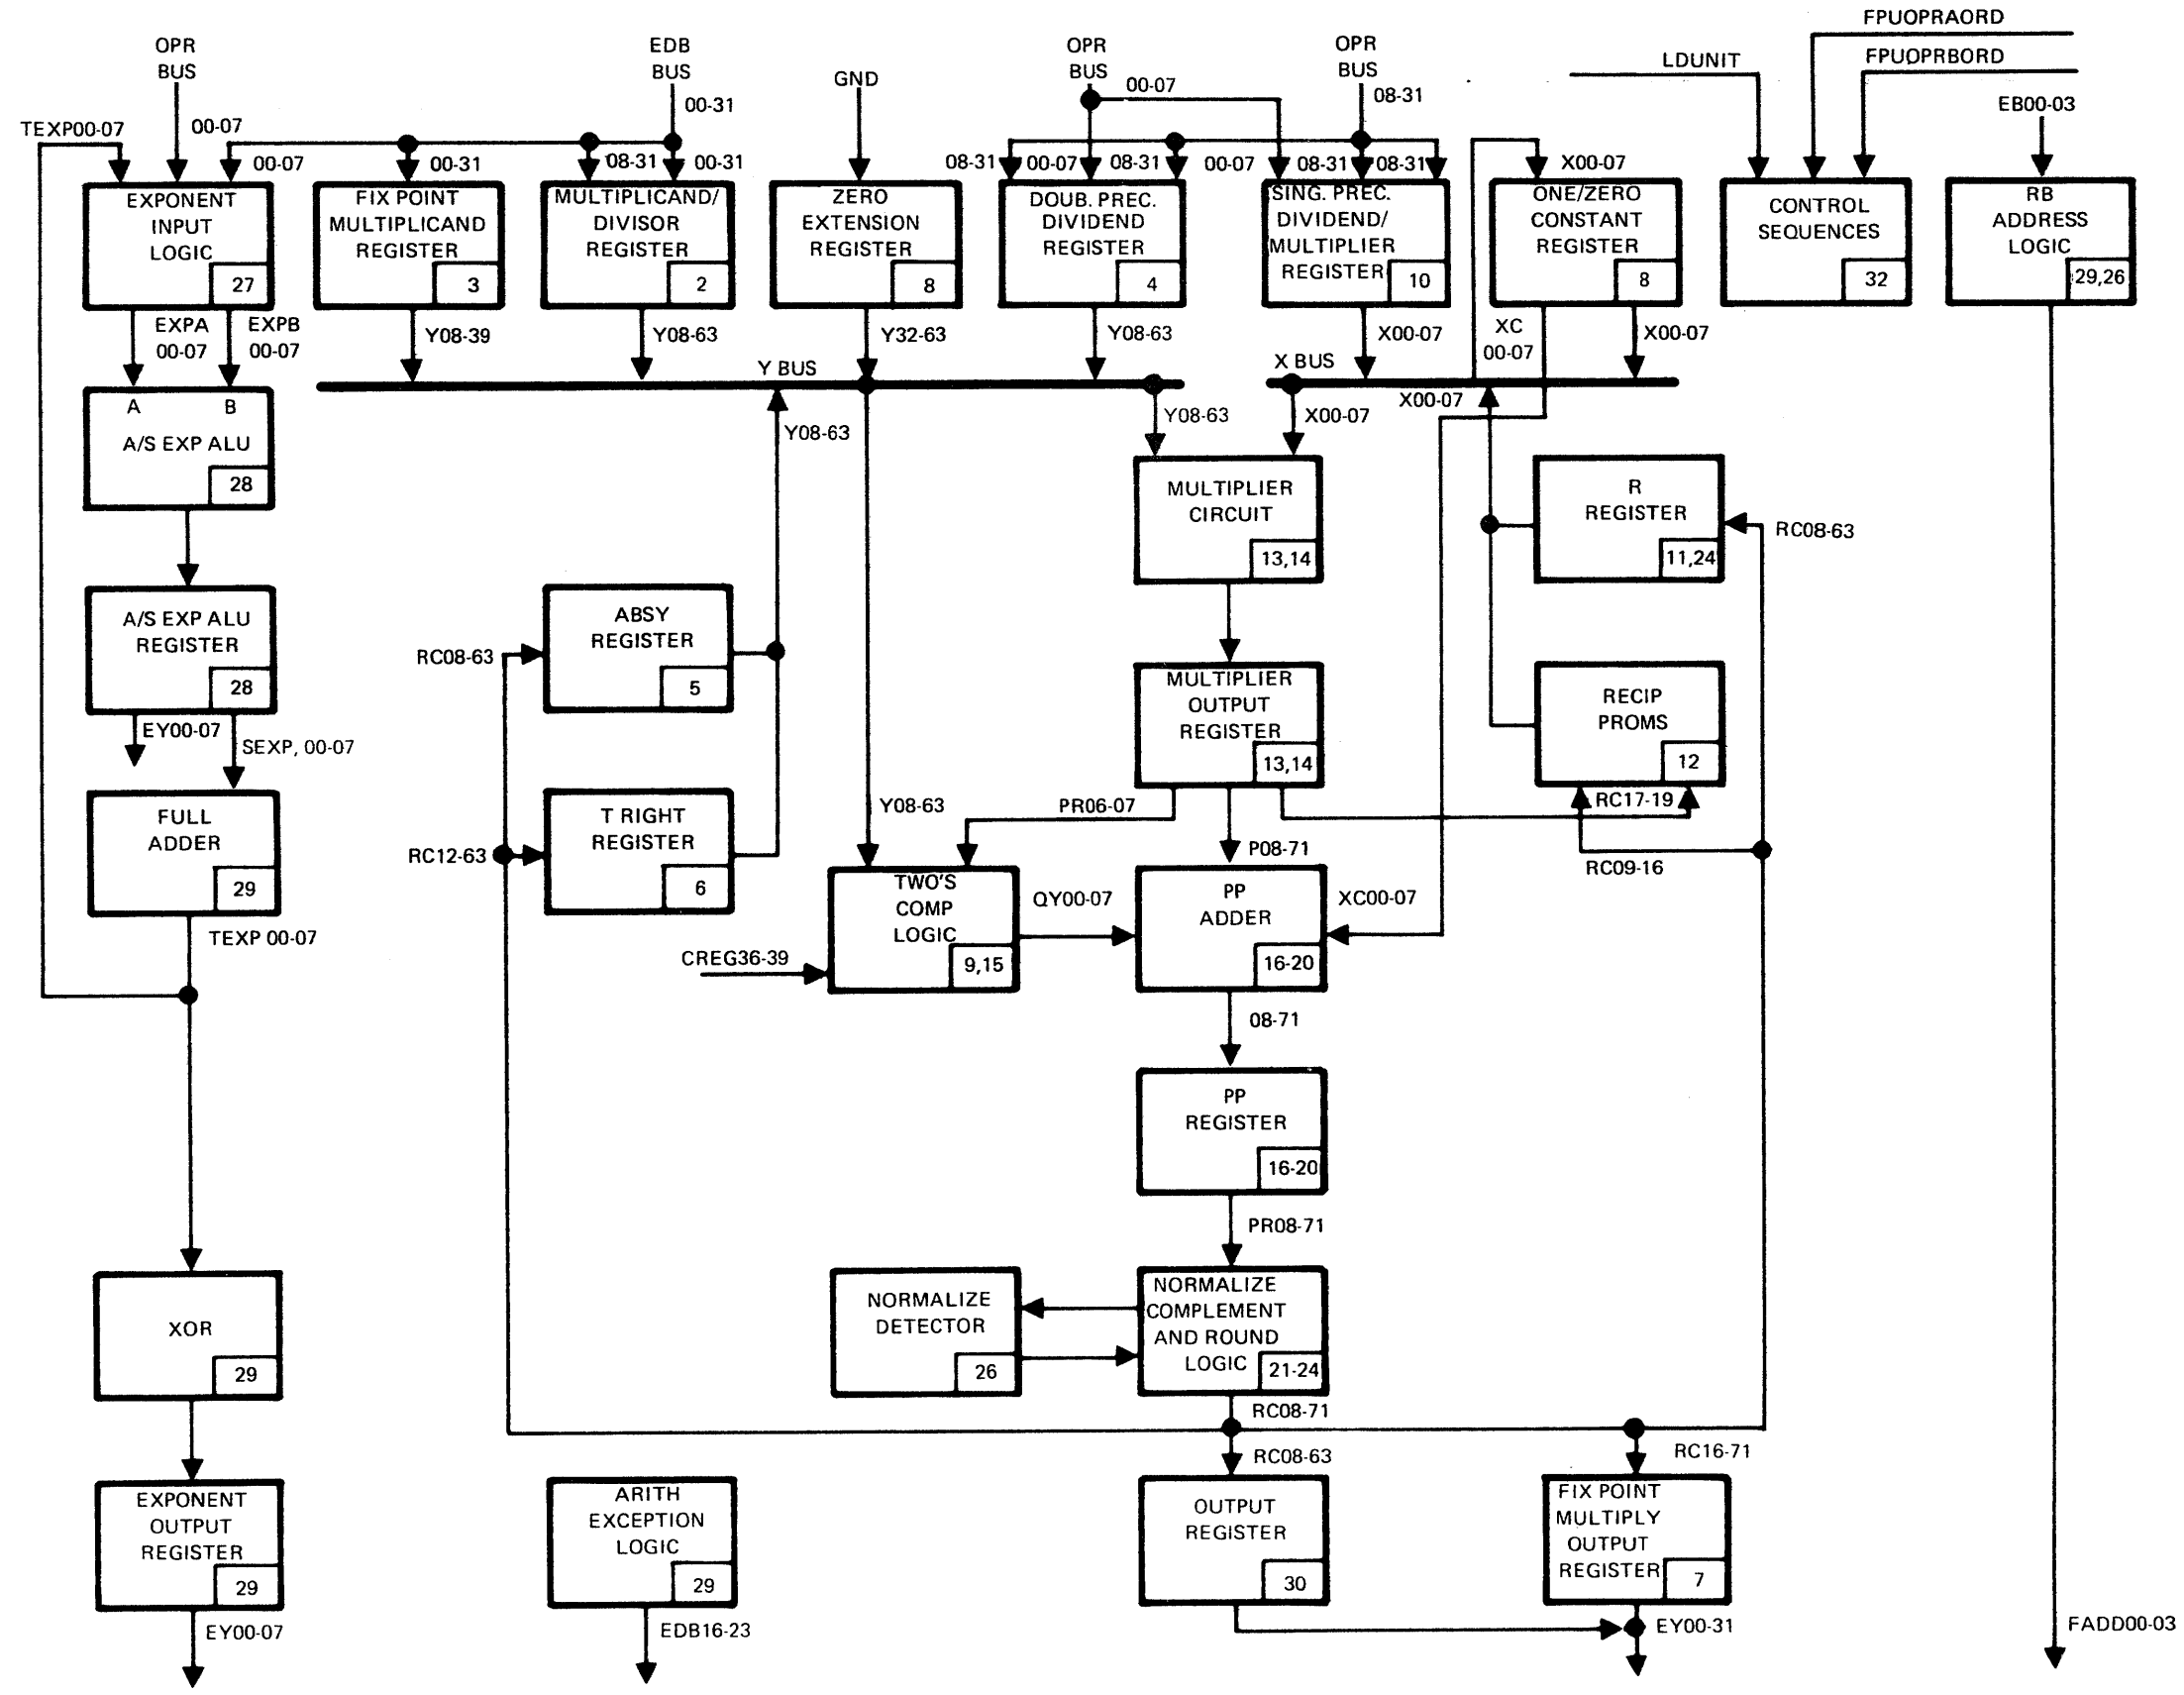 FPUOPRAORD
OPR
BUS
EDB
BUS
OPR
BUS
OPR
BUS
LDUNIT
FPUOPRBORD
GND
00-07
08-31
EB00-03
00-31
TEXP00-07
00-07
00-07
00-31
08-31
00-31
08-31
00-07
08-31
00-07
08-31
08-31
X00-07
EXPONENT
INPUT
LOGIC
27
FIX POINT
MULTIPLICAND
REGISTER
3
MULTIPLICAND/
DIVISOR
REGISTER
2
ZERO
EXTENSION
REGISTER
8
DOUB. PREC.
DIVIDEND
REGISTER
4
SING. PREC.
DIVIDEND/
MULTIPLIER
REGISTER
10
ONE/ZERO
CONSTANT
REGISTER
8
CONTROL
SEQUENCES
32
RB
ADDRESS
LOGIC
29,26
EXPA
00-07
EXPB
00-07
Y08-39
Y08-63
Y32-63
Y08-63
X00-07
XC
00-07
X00-07
Y BUS
X BUS
A
B
A/S EXP ALU
28
Y08-63
Y08-63
X00-07
X00-07
MULTIPLIER
CIRCUIT
13,14
R
REGISTER
11,24
RC08-63
A/S EXP ALU
REGISTER
28
ABSY
REGISTER
5
RC08-63
MULTIPLIER
OUTPUT
REGISTER
13,14
RECIP
PROMS
12
EY00-07
SEXP, 00-07
FULL
ADDER
29
T RIGHT
REGISTER
6
RC12-63
Y08-63
PR06-07
P08-71
RC17-19
RC09-16
TEXP 00-07
TWO'S
COMP
LOGIC
9,15
CREG36-39
QY00-07
PP
ADDER
16-20
XC00-07
08-71
PP
REGISTER
16-20
PR08-71
XOR
29
NORMALIZE
DETECTOR
26
NORMALIZE
COMPLEMENT
AND ROUND
LOGIC
21-24
RC08-71
RC08-63
RC16-71
EXPONENT
OUTPUT
REGISTER
29
ARITH
EXCEPTION
LOGIC
29
OUTPUT
REGISTER
30
FIX POINT
MULTIPLY
OUTPUT
REGISTER
7
EY00-07
EDB16-23
EY00-31
FADD00-03